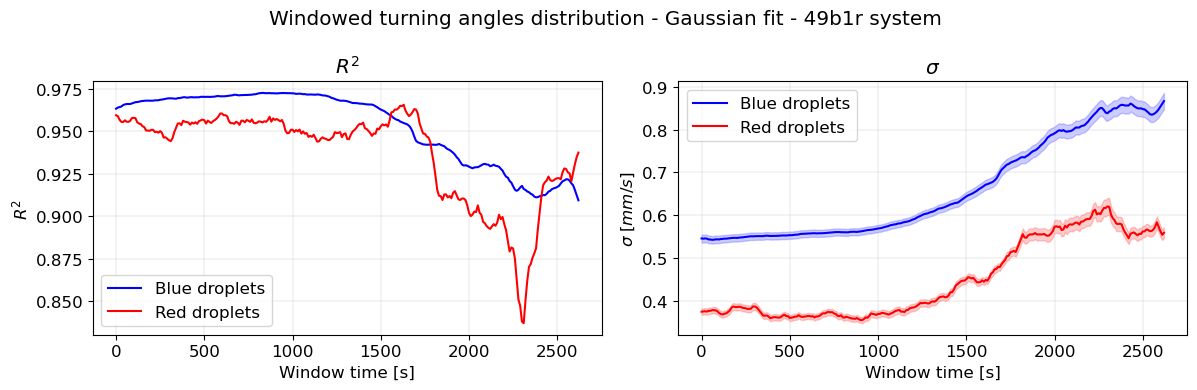 Windowed turning angles distribution - Gaussian fit - 49b1r system
R²
R²
0.975
0.950
0.925
0.900
0.875
0.850
Blue droplets
Red droplets
0 500 1000 1500 2000 2500
Window time [s]
σ
σ [mm/s]
0.9
0.8
0.7
0.6
0.5
0.4
Blue droplets
Red droplets
0 500 1000 1500 2000 2500
Window time [s]